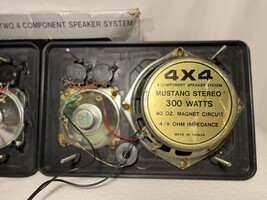 TWO 4 COMPONENT SPEAKER SYSTEM
4X4
4 COMPONENT SPEAKER SYSTEM
MUSTANG STEREO
300 WATTS
60 OZ. MAGNET CIRCUIT
4/8 OHM IMPEDANCE
MADE IN TAIWAN